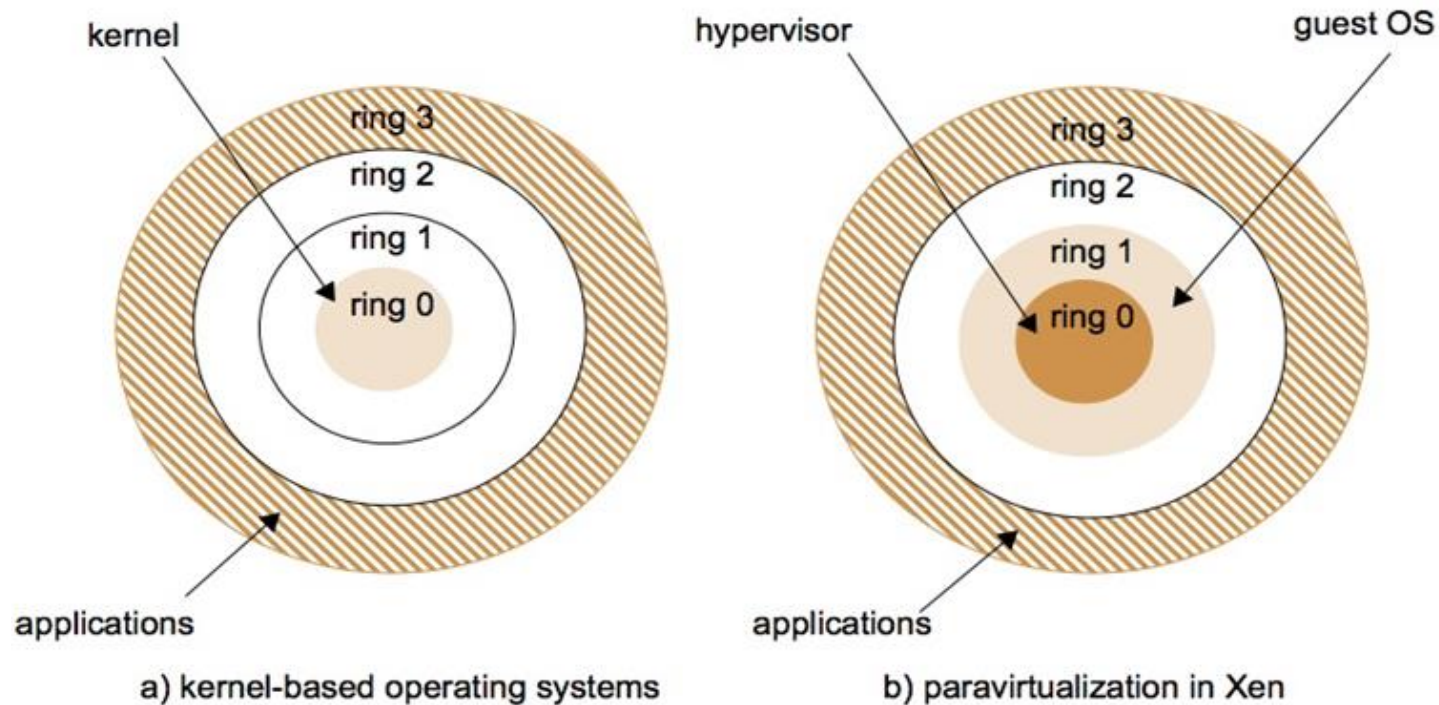 kernel
ring 3
ring 2
ring 1
ring 0
applications
a) kernel-based operating systems
hypervisor
guest OS
ring 3
ring 2
ring 1
ring 0
applications
b) paravirtualization in Xen